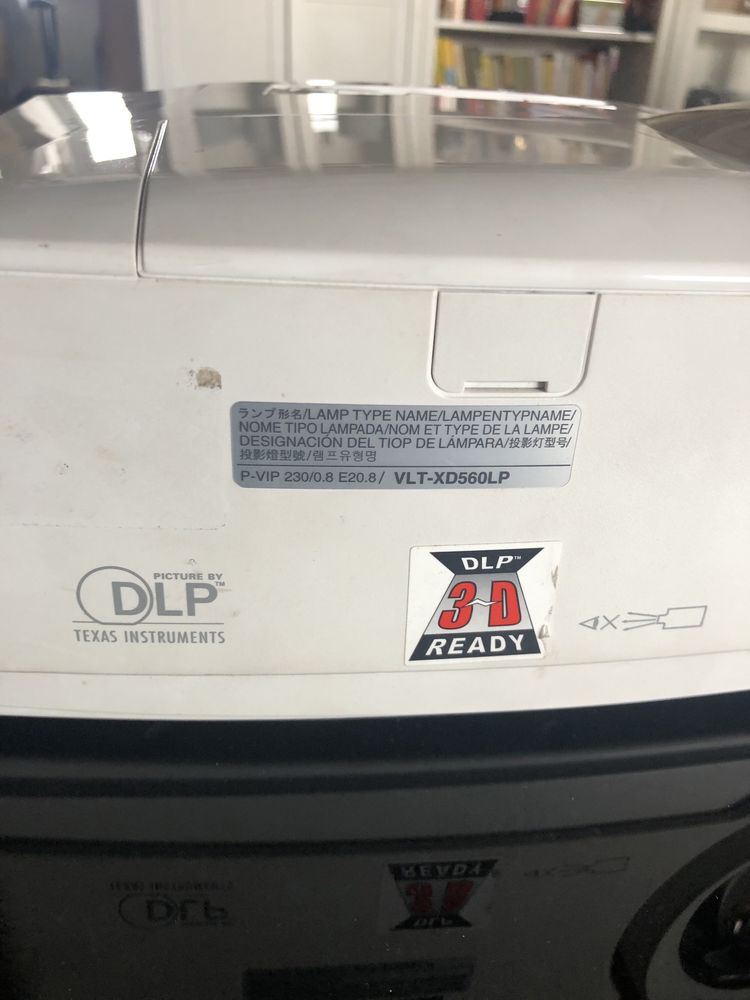 ランプ形名/LAMP TYPE NAME/LAMPENTYPNAME/
NOME TIPO LAMPADA/NOM ET TYPE DE LA LAMPE/
DESIGNACIÓN DEL TIOP DE LÁMPARA/投影灯型号/
投影燈型號/램프유형명
P-VIP 230/0.8 E20.8/ VLT-XD560LP
PICTURE BY
DLP™
TEXAS INSTRUMENTS
DLP™
3-D
READY